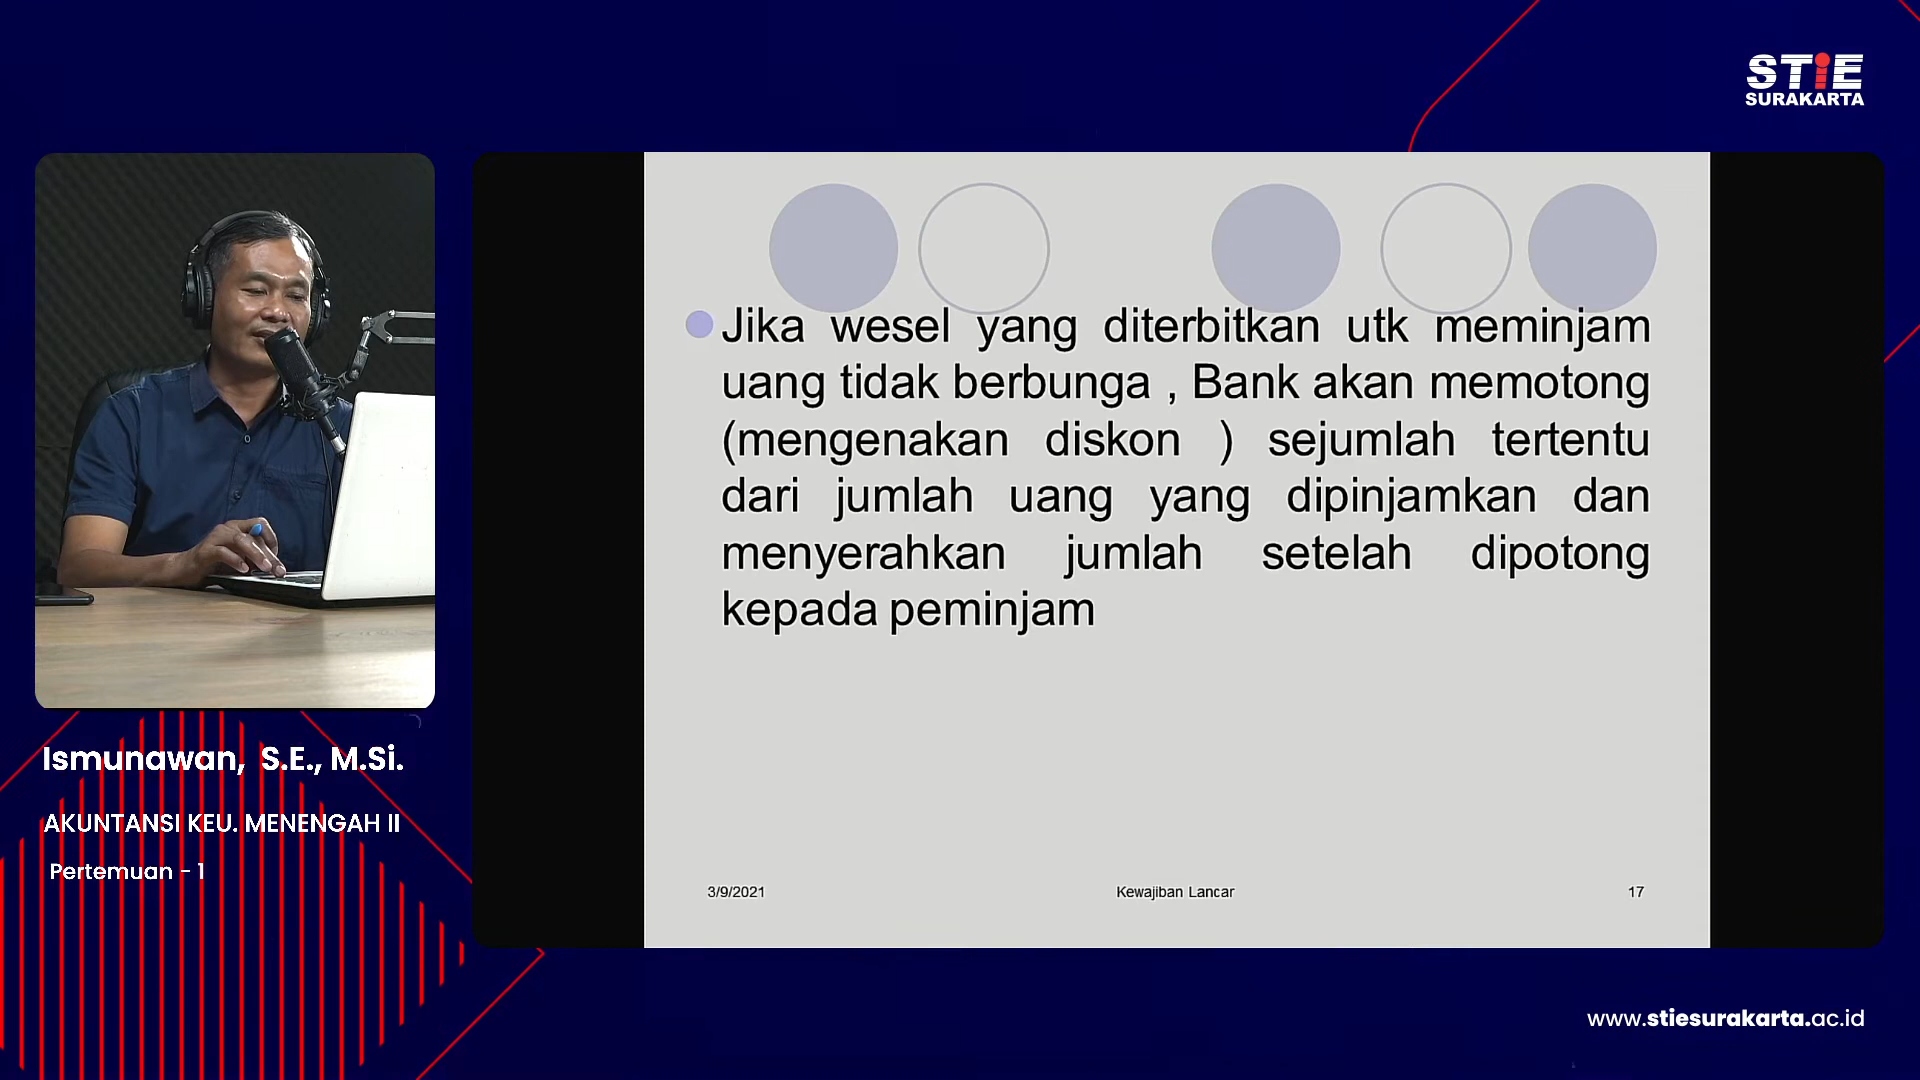 STiE
SURAKARTA
Jika wesel yang diterbitkan utk meminjam
uang tidak berbunga , Bank akan memotong
(mengenakan diskon ) sejumlah tertentu
dari jumlah uang yang dipinjamkan dan
menyerahkan jumlah setelah dipotong
kepada peminjam
3/9/2021 Kewajiban Lancar 17
Ismunawan, S.E., M.Si.
AKUNTANSI KEU. MENENGAH II
Pertemuan - 1
www.stiesurakarta.ac.id